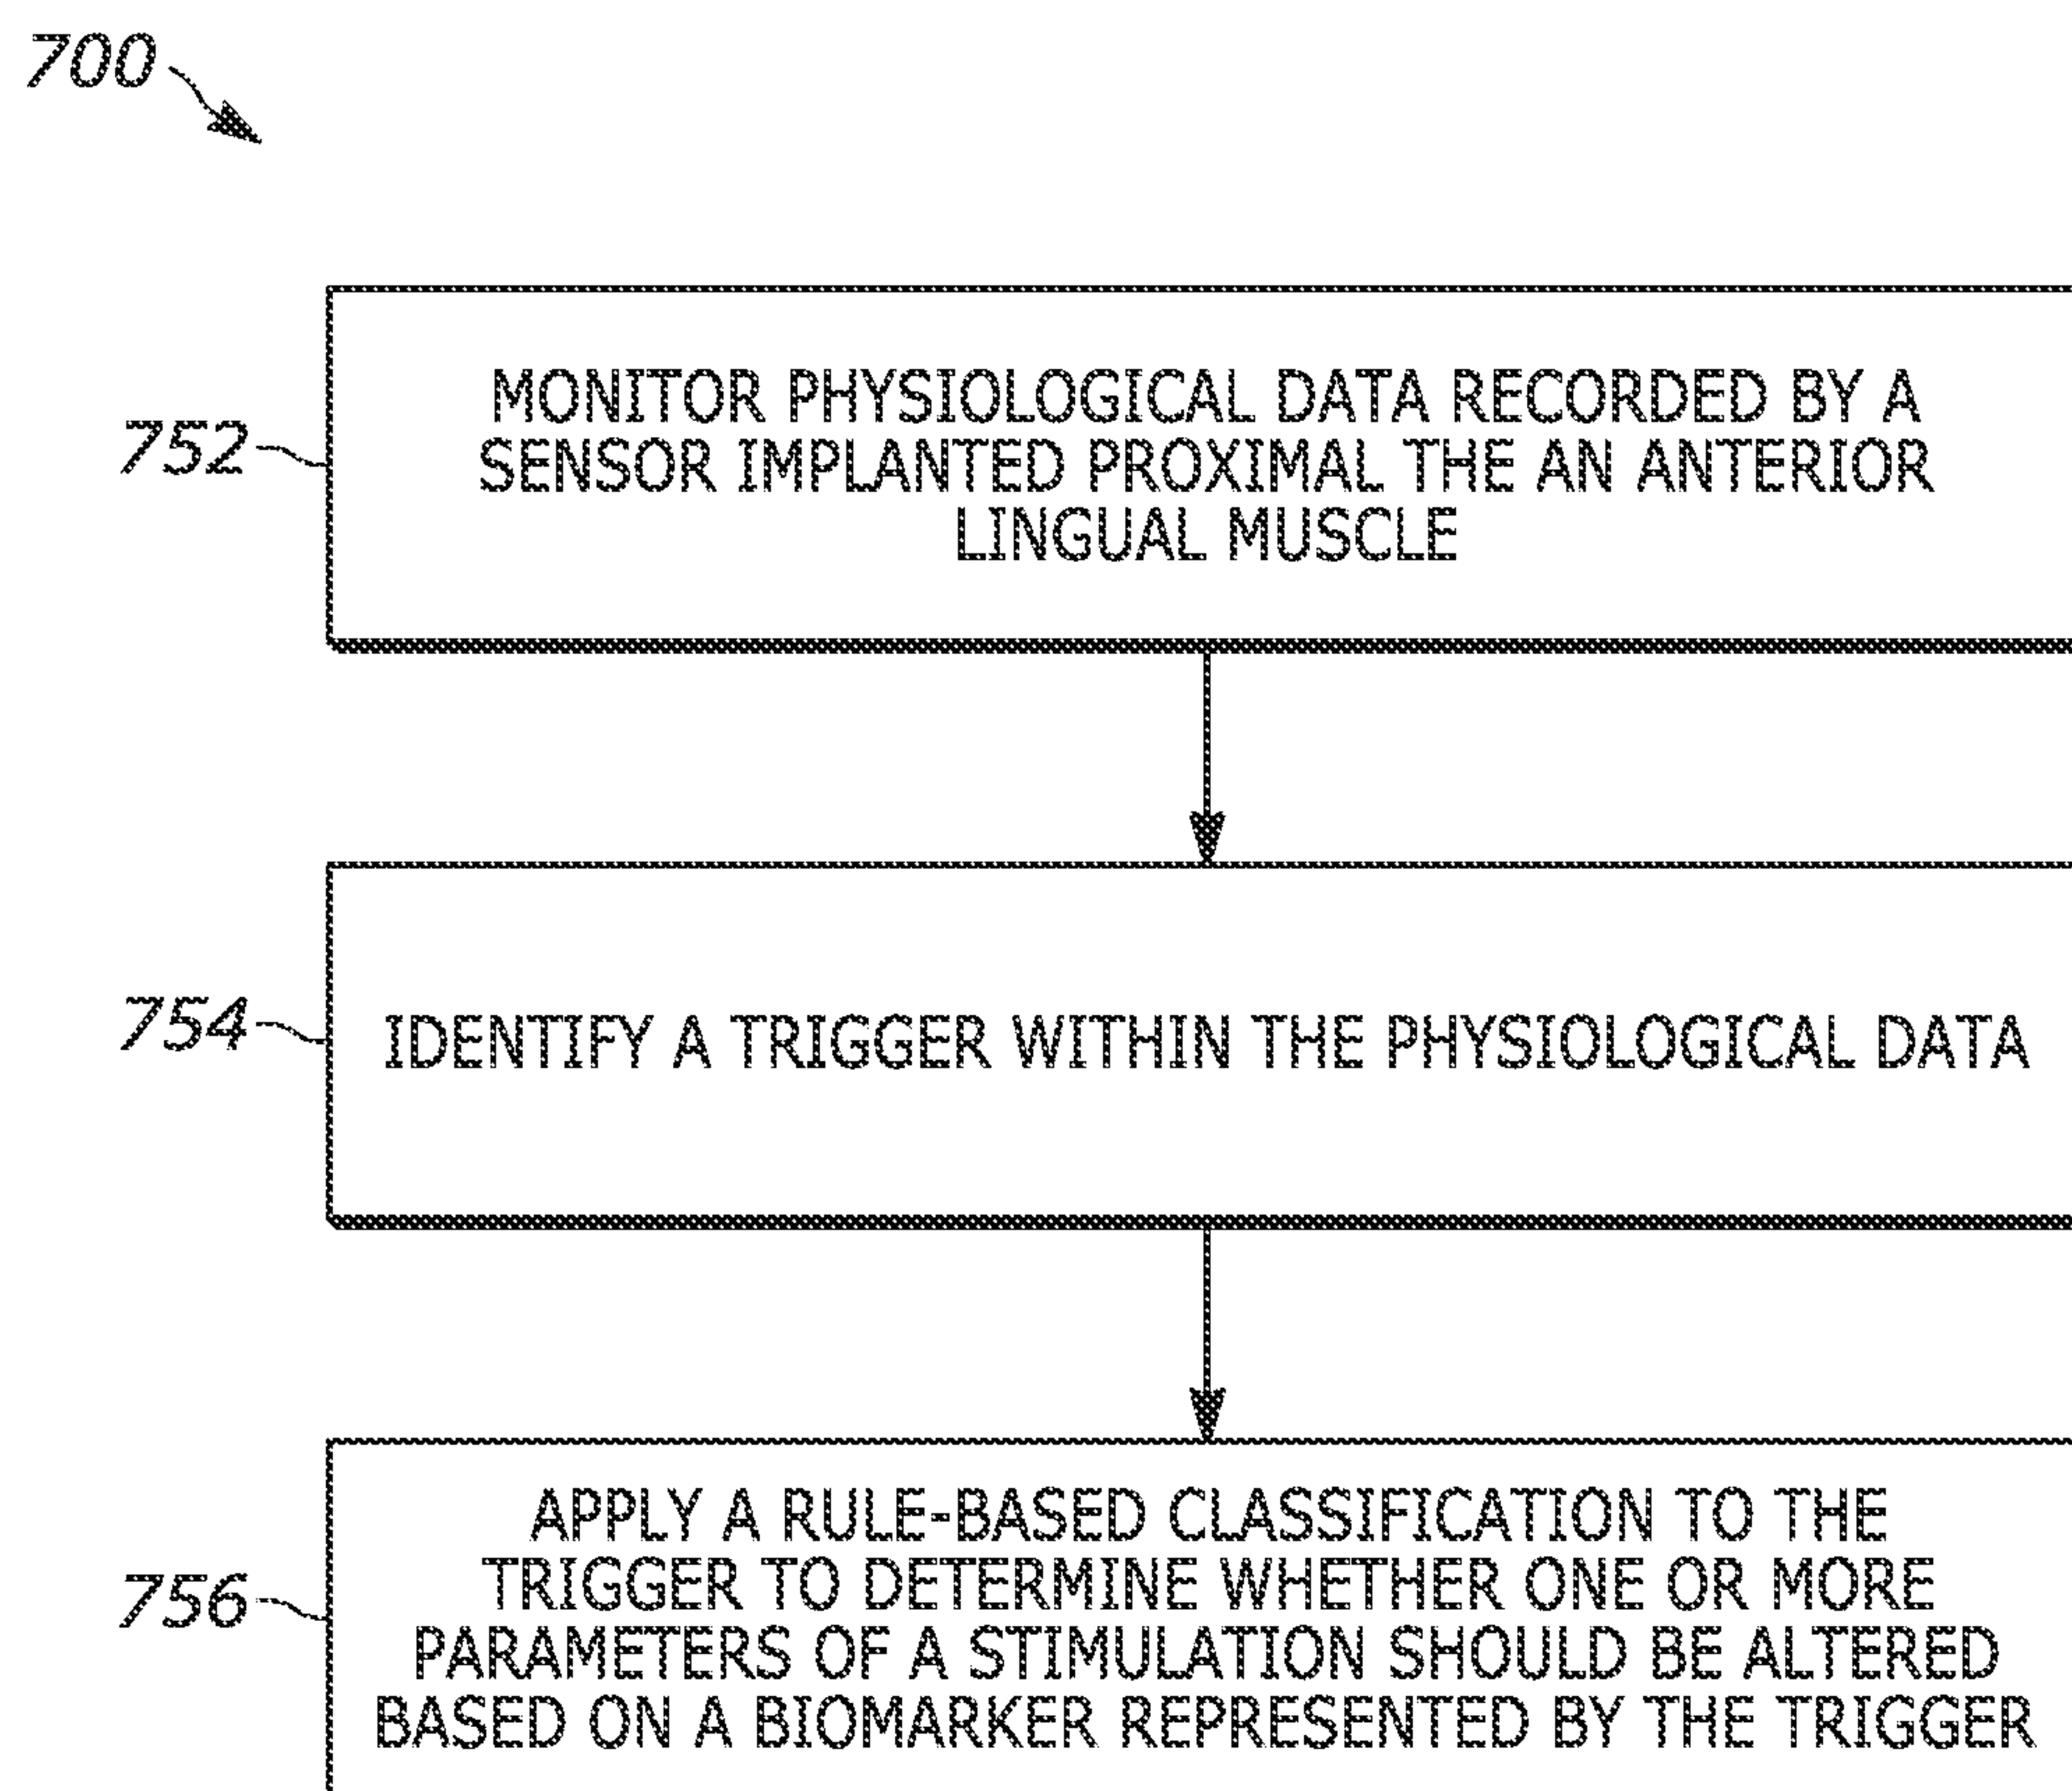 700
752
MONITOR PHYSIOLOGICAL DATA RECORDED BY A
SENSOR IMPLANTED PROXIMAL THE AN ANTERIOR
LINGUAL MUSCLE
754
IDENTIFY A TRIGGER WITHIN THE PHYSIOLOGICAL DATA
756
APPLY A RULE-BASED CLASSIFICATION TO THE
TRIGGER TO DETERMINE WHETHER ONE OR MORE
PARAMETERS OF A STIMULATION SHOULD BE ALTERED
BASED ON A BIOMARKER REPRESENTED BY THE TRIGGER